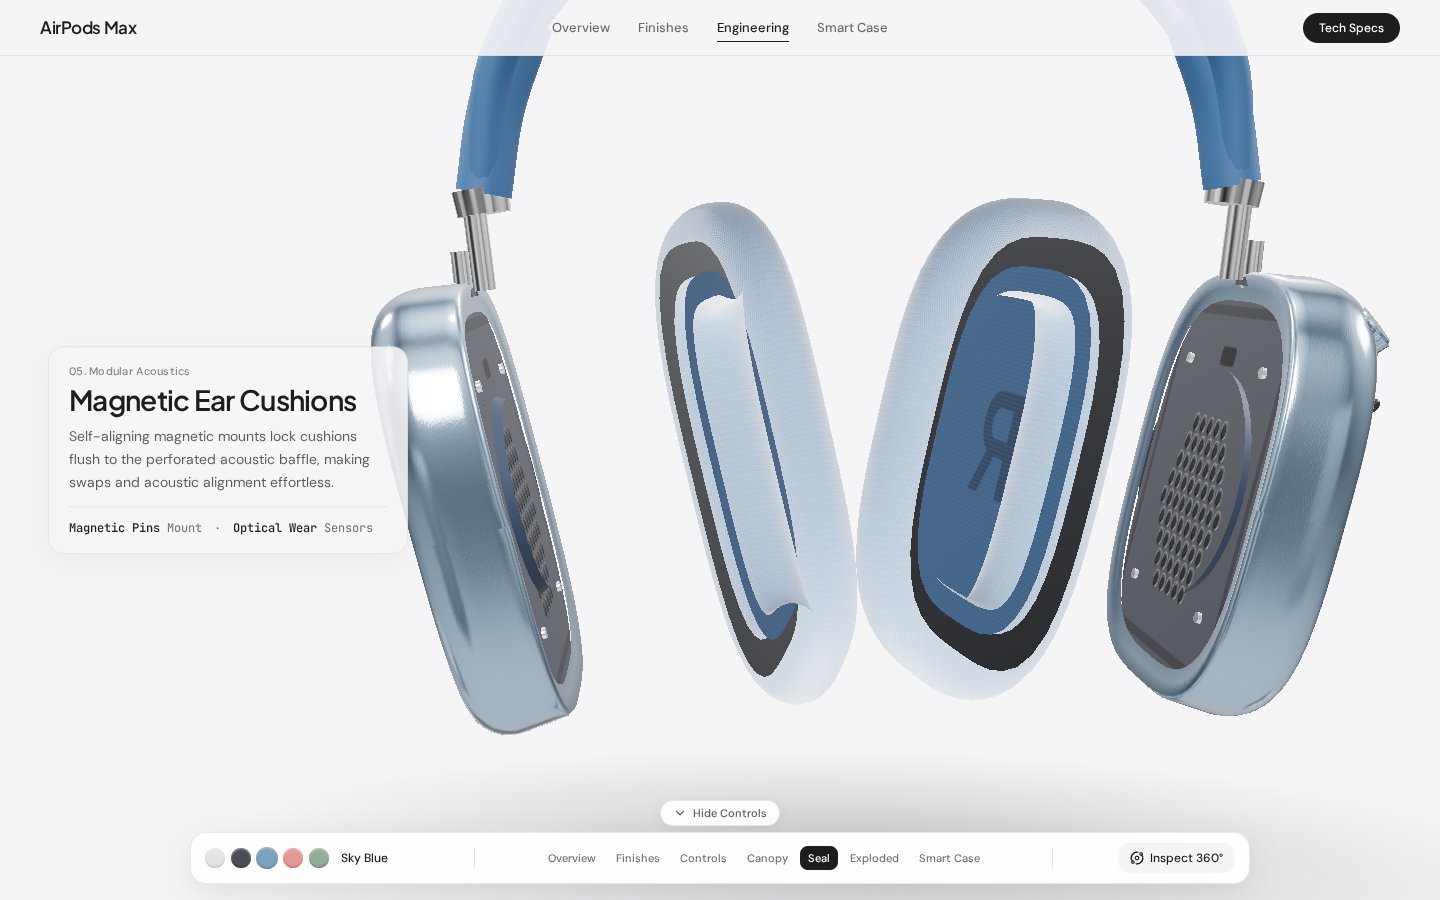 AirPods Max
Overview Finishes Engineering Smart Case
Tech Specs
05. Modular Acoustics
Magnetic Ear Cushions
Self-aligning magnetic mounts lock cushions
flush to the perforated acoustic baffle, making
swaps and acoustic alignment effortless.
Magnetic Pins Mount · Optical Wear Sensors
R
Hide Controls
Sky Blue
Overview Finishes Controls Canopy Seal Exploded Smart Case
Inspect 360°